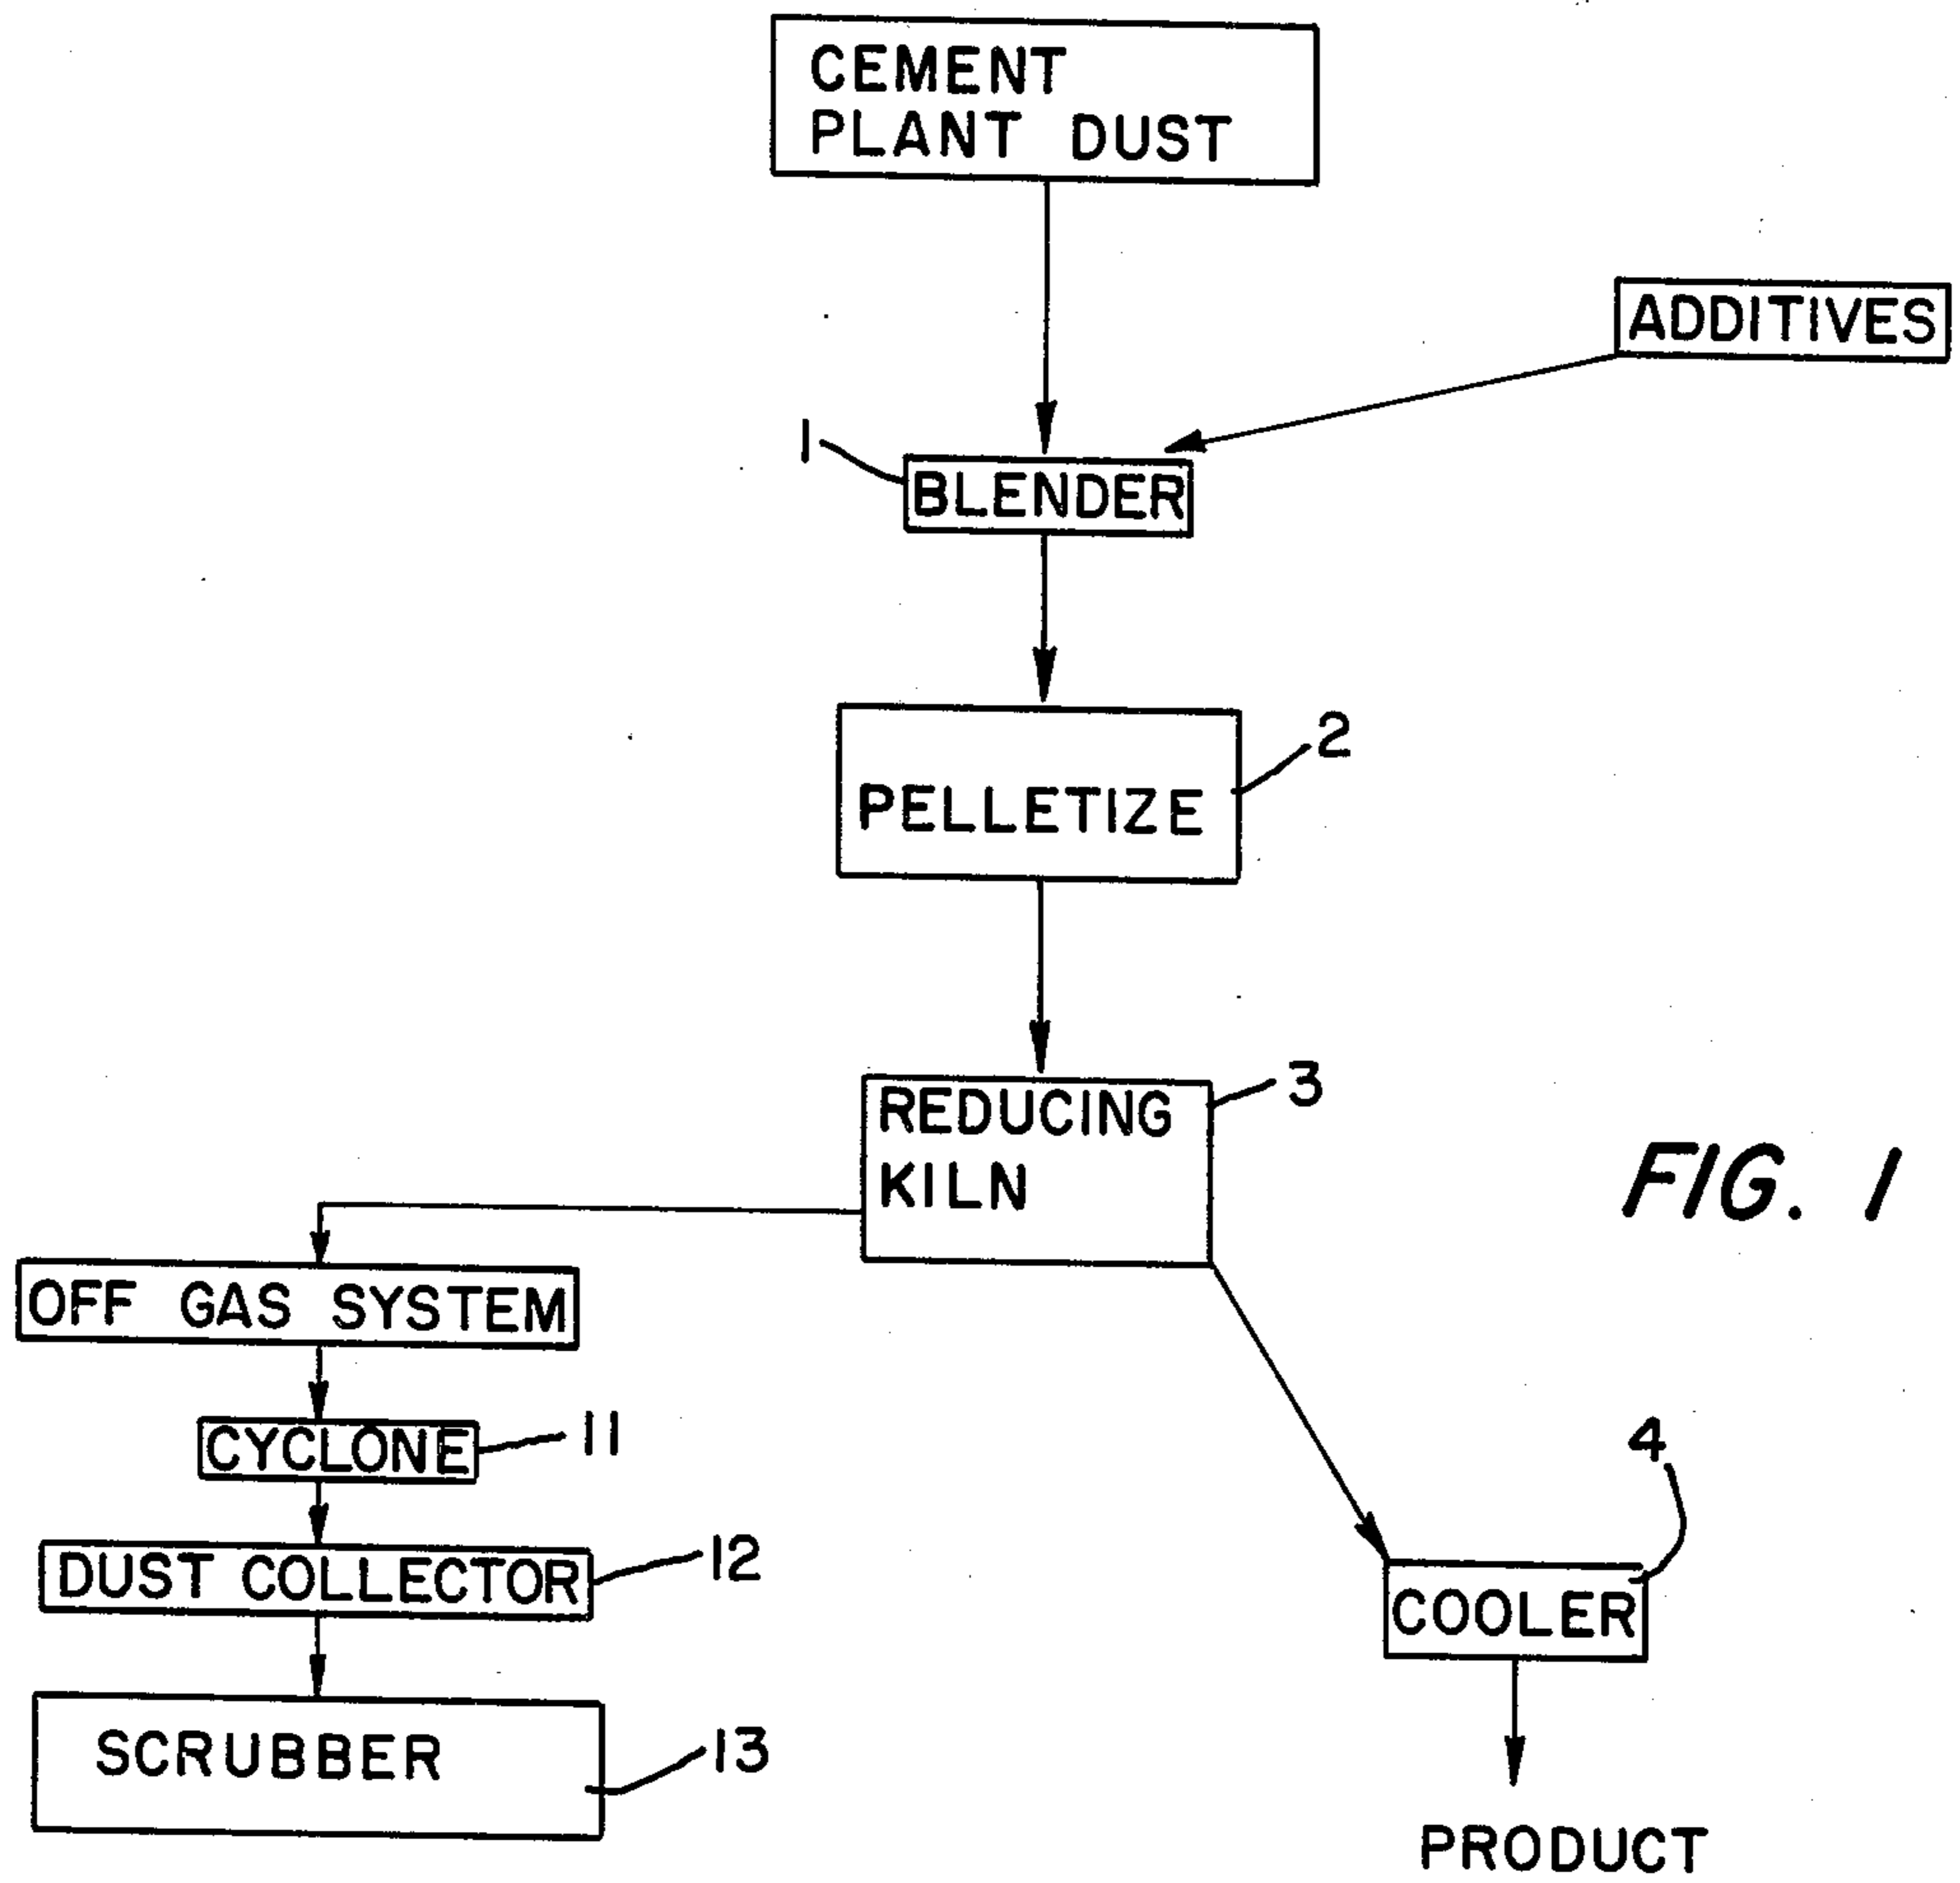 CEMENT
PLANT DUST
ADDITIVES
1
BLENDER
2
PELLETIZE
3
REDUCING
KILN
FIG. 1
OFF GAS SYSTEM
CYCLONE
11
4
DUST COLLECTOR
12
COOLER
SCRUBBER
13
PRODUCT